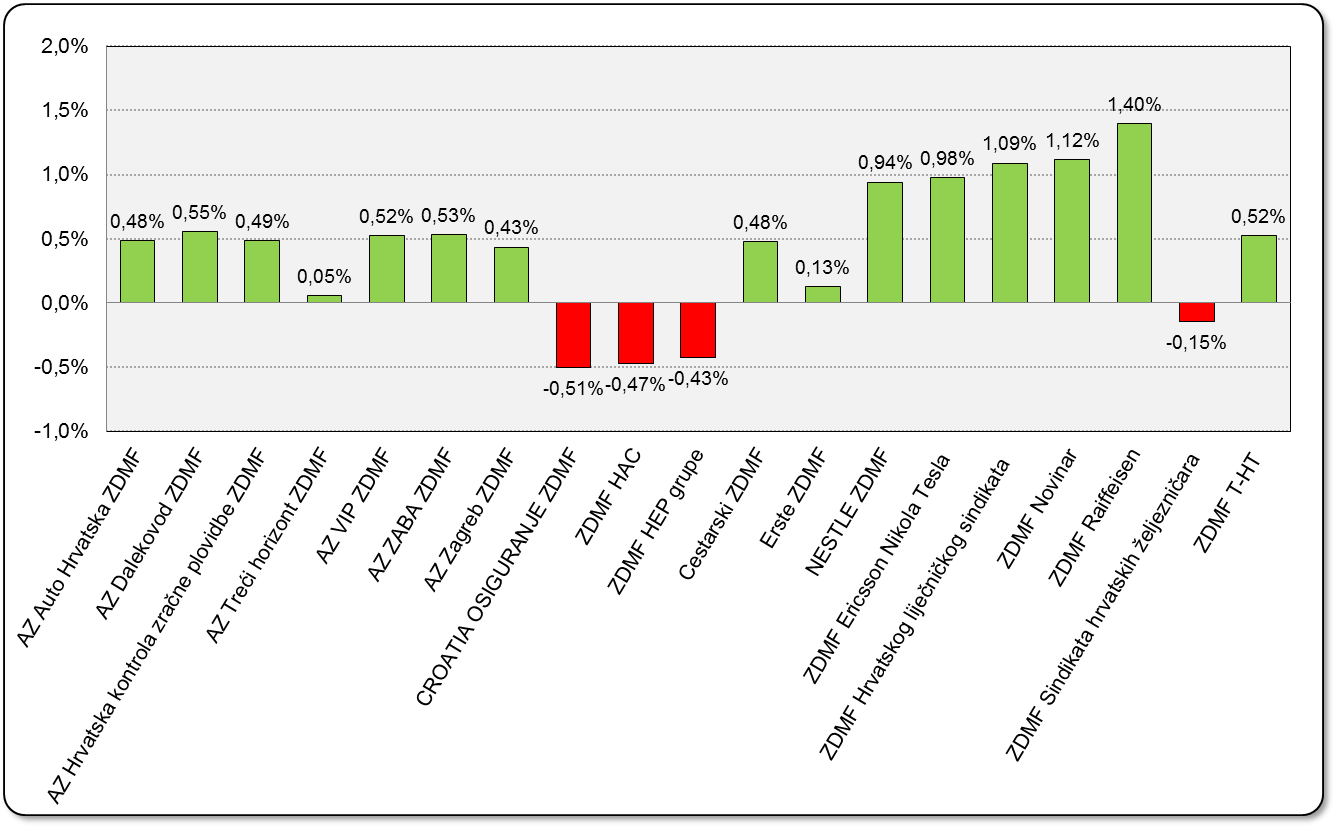 2,0%
1,5%
1,0%
0,5%
0,0%
-0,5%
-1,0%
0,48%
0,55%
0,49%
0,05%
0,52%
0,53%
0,43%
-0,51%
-0,47%
-0,43%
0,48%
0,13%
0,94%
0,98%
1,09%
1,12%
1,40%
-0,15%
0,52%
AZ Auto Hrvatska ZDMF
AZ Dalekovod ZDMF
AZ Hrvatska kontrola zračne plovidbe ZDMF
AZ Treći horizont ZDMF
AZ VIP ZDMF
AZ ZABA ZDMF
AZ Zagreb ZDMF
CROATIA OSIGURANJE ZDMF
ZDMF HAC
ZDMF HEP grupe
Cestarski ZDMF
Erste ZDMF
NESTLE ZDMF
ZDMF Ericsson Nikola Tesla
ZDMF Hrvatskog liječničkog sindikata
ZDMF Novinar
ZDMF Raiffeisen
ZDMF Sindikata hrvatskih željezničara
ZDMF T-HT